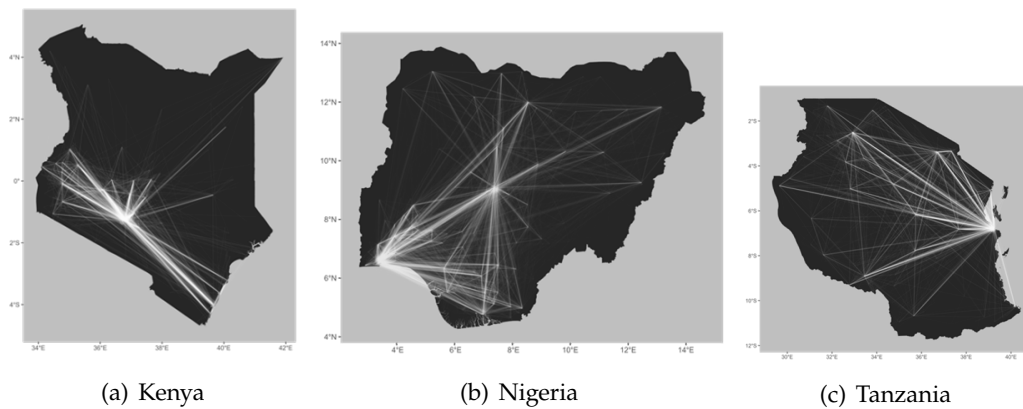 4°N
2°N
0°
2°S
4°S
34°E 36°E 38°E 40°E 42°E
14°N
12°N
10°N
8°N
6°N
4°N
4°E 6°E 8°E 10°E 12°E 14°E
2°S
4°S
6°S
8°S
10°S
12°S
30°E 32°E 34°E 36°E 38°E 40°E
(a) Kenya (b) Nigeria (c) Tanzania